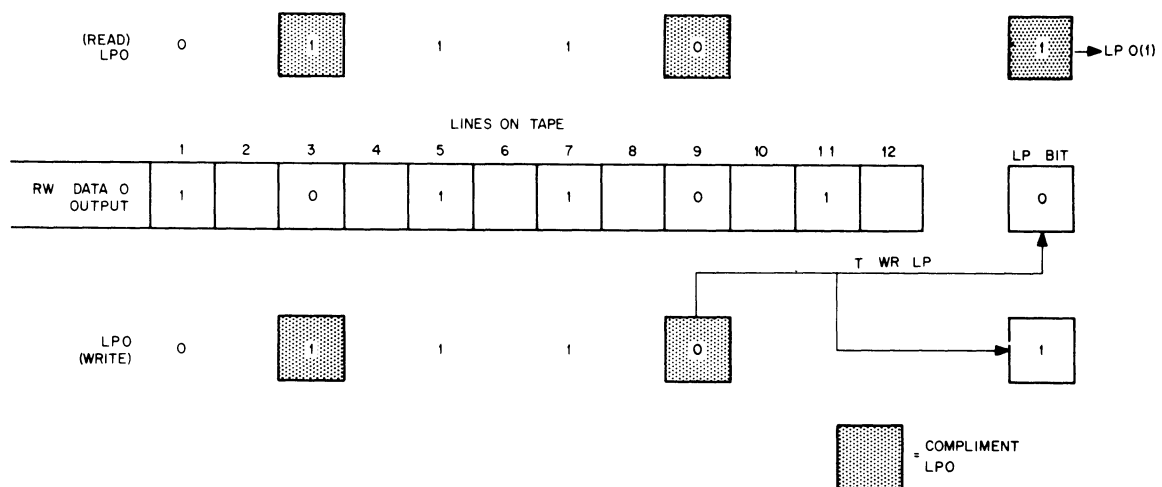 (READ)
LPO
0 1 1 1 0 1 LP O(1)
LINES ON TAPE
1 2 3 4 5 6 7 8 9 10 11 12 LP BIT
RW DATA O
OUTPUT
1 0 1 1 0 1 0
T WR LP
LPO
(WRITE)
0 1 1 1 0 1
= COMPLIMENT
LPO